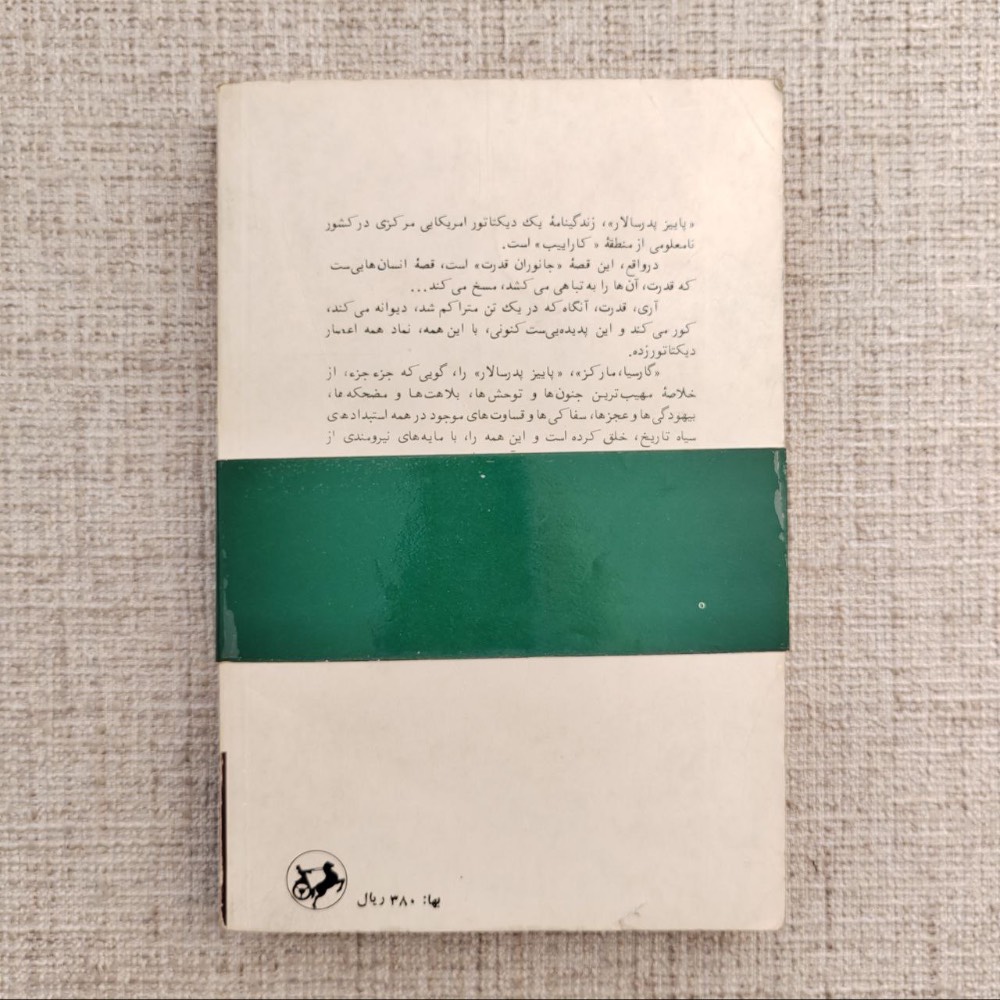 «پاییز پدرسالار»، زندگینامهٔ یک دیکتاتور امریکایی مرکزی در کشور
نامعلومی از منطقهٔ «کاراییب» است.
درواقع، این قصهٔ «جانوران قدرت» است، قصهٔ انسان‌هایی‌ست
که قدرت، آن‌ها را به تباهی می‌کشد، مسخ می‌کند...
آری، قدرت، آنگاه که در یک تن متراکم شد، دیوانه می‌کند،
کور می‌کند و این پدیده‌یی‌ست کنونی، با این همه، نماد همه اعصار
دیکتاتورزده.
«گارسیا، مارکز»، «پاییز پدرسالار» را، گویی که جزء جزء، از
خلاصهٔ مهیب‌ترین جنون‌ها و توحش‌ها، بلاهت‌ها و مضحکه‌ها،
بیهودگی‌ها و عجزها، سفاکی‌ها و قساوت‌های موجود در همه استبدادهای
سیاه تاریخ، خلق کرده است و این همه را، با مایه‌های نیرومندی از
بها: ۳۸۰ ریال